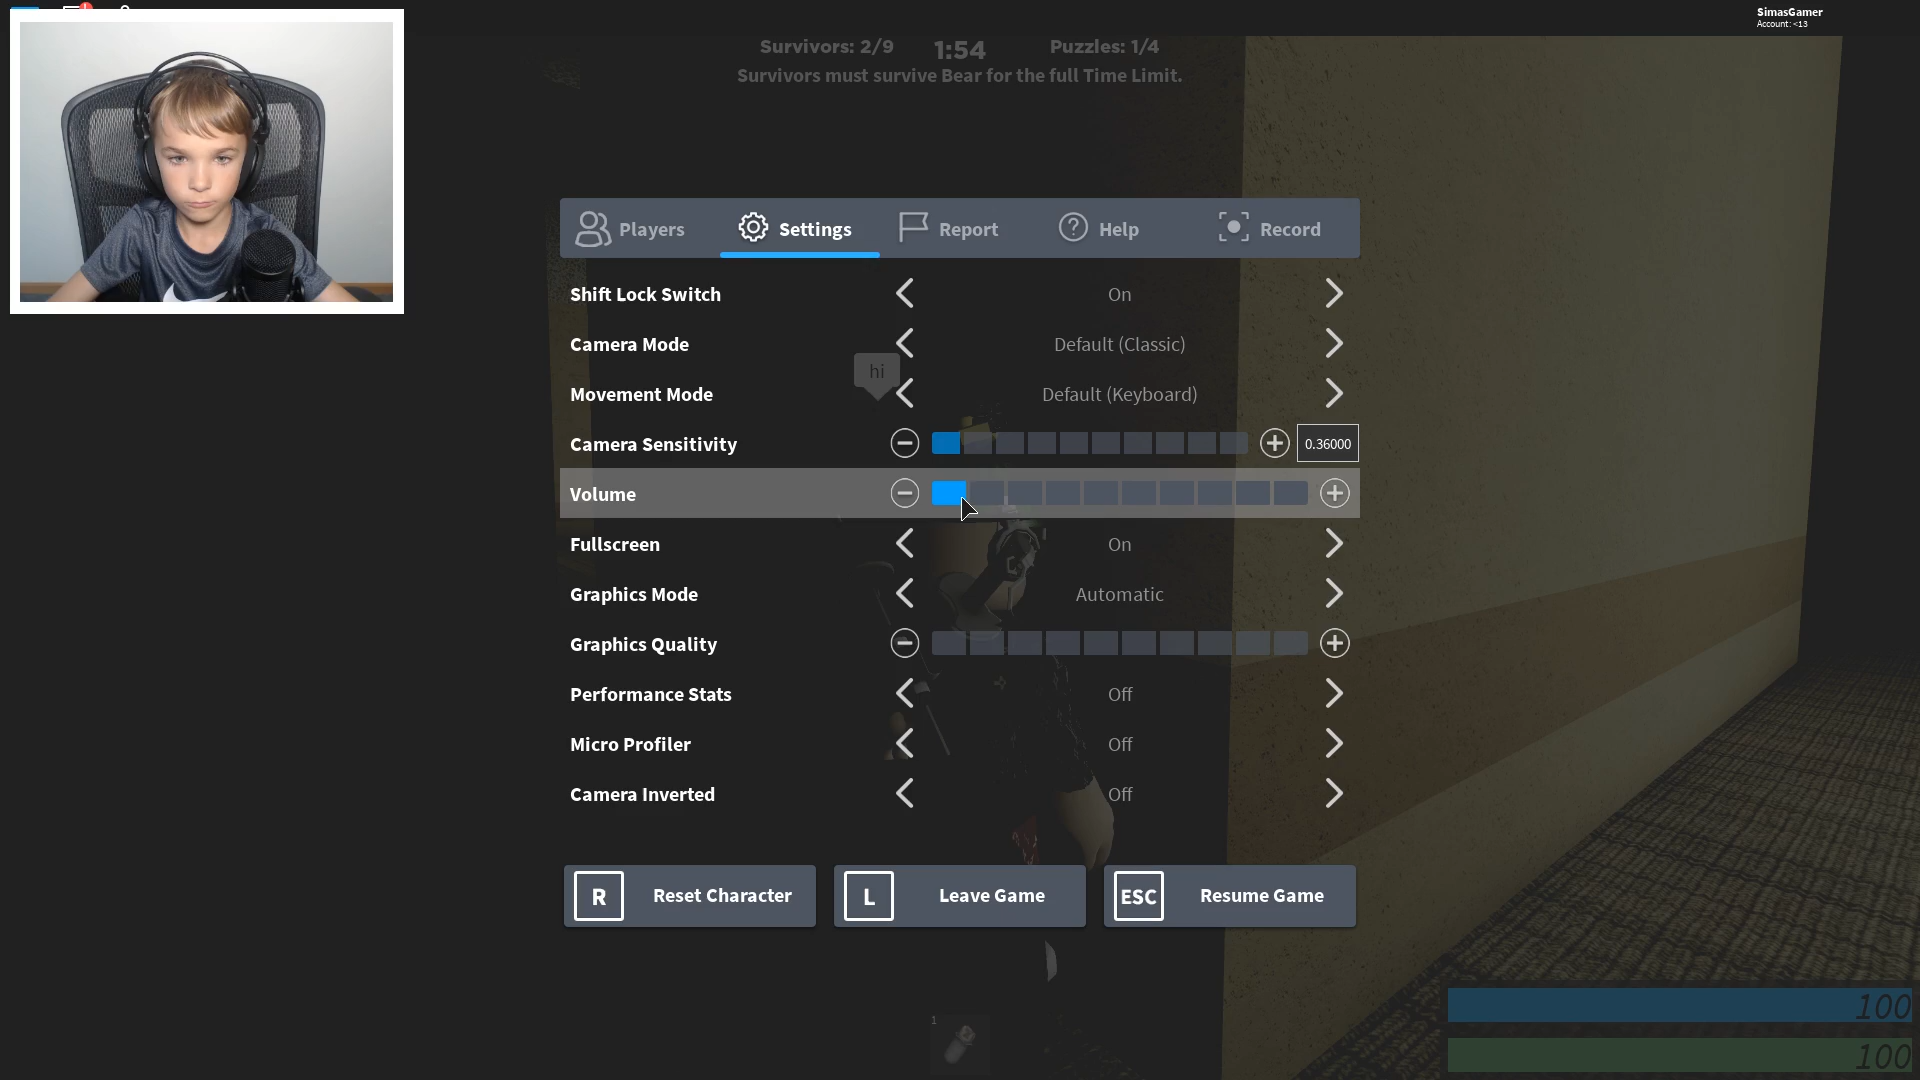 SimasGamer
Account: <13
Survivors: 2/9
1:54
Puzzles: 1/4
Survivors must survive Bear for the full Time Limit.
Players
Settings
Report
Help
Record
Shift Lock Switch
On
Camera Mode
Default (Classic)
hi
Movement Mode
Default (Keyboard)
Camera Sensitivity
0.36000
Volume
Fullscreen
On
Graphics Mode
Automatic
Graphics Quality
Performance Stats
Off
Micro Profiler
Off
Camera Inverted
Off
R
Reset Character
L
Leave Game
ESC
Resume Game
100
1
100